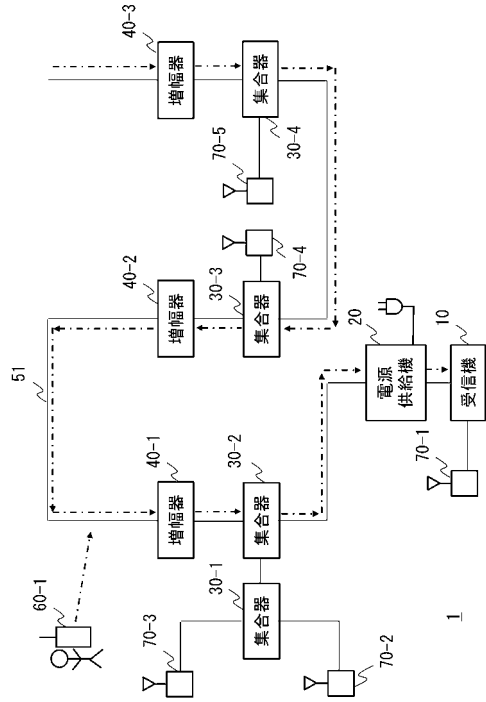 51
60-1
40-1
増幅器
40-2
増幅器
40-3
増幅器
70-3
30-1
集合器
30-2
集合器
30-3
集合器
70-4
70-5
集合器
30-4
70-2
20
電源
供給機
70-1
10
受信機
1